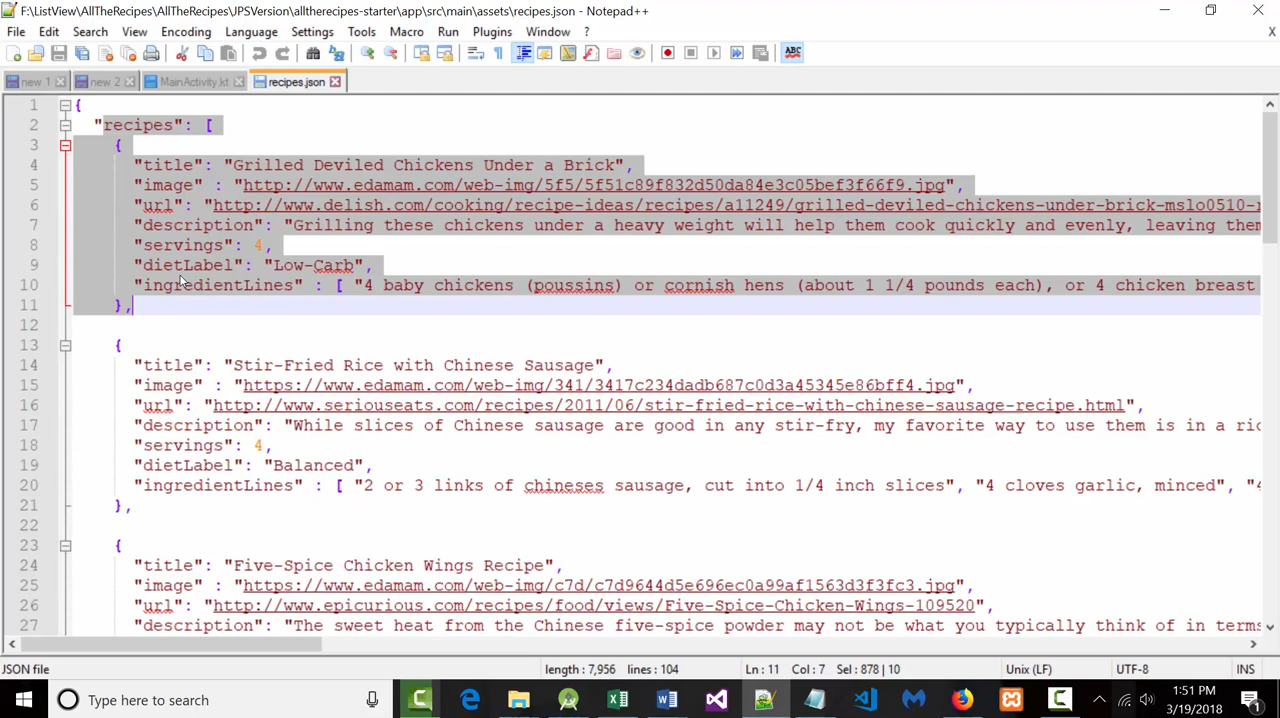 F:\ListView\AllTheRecipes\JPSVersion\alltherecipes-starter\app\src\main\assets\recipes.json - Notepad++
File Edit Search View Encoding Language Settings Tools Macro Run Plugins Window ? X
ABC
new 1 new 2 MainActivity.kt recipes.json
1 {
2 "recipes": [
3 {
4 "title": "Grilled Deviled Chickens Under a Brick",
5 "image" : "http://www.edamam.com/web-img/5f5/5f51c89f832d50da84e3c05bef3f66f9.jpg",
6 "url": "http://www.delish.com/cooking/recipe-ideas/recipes/a11249/grilled-deviled-chickens-under-brick-mslo0510-
7 "description": "Grilling these chickens under a heavy weight will help them cook quickly and evenly, leaving them
8 "servings": 4,
9 "dietLabel": "Low-Carb",
10 "ingredientLines" : [ "4 baby chickens (poussins) or cornish hens (about 1 1/4 pounds each), or 4 chicken breast
11 },
12
13 {
14 "title": "Stir-Fried Rice with Chinese Sausage",
15 "image" : "https://www.edamam.com/web-img/341/3417c234dadb687c0d3a45345e86bff4.jpg",
16 "url": "http://www.seriouseats.com/recipes/2011/06/stir-fried-rice-with-chinese-sausage-recipe.html",
17 "description": "While slices of Chinese sausage are good in any stir-fry, my favorite way to use them is in a ric
18 "servings": 4,
19 "dietLabel": "Balanced",
20 "ingredientLines" : [ "2 or 3 links of chineses sausage, cut into 1/4 inch slices", "4 cloves garlic, minced", "4
21 },
22
23 {
24 "title": "Five-Spice Chicken Wings Recipe",
25 "image" : "https://www.edamam.com/web-img/c7d/c7d9644d5e696ec0a99af1563d3f3fc3.jpg",
26 "url": "http://www.epicurious.com/recipes/food/views/Five-Spice-Chicken-Wings-109520",
27 "description": "The sweet heat from the Chinese five-spice powder may not be what you typically think of in terms
JSON file length : 7,956 lines : 104 Ln : 11 Col : 7 Sel : 878 | 10 Unix (LF) UTF-8 INS
Type here to search 1:51 PM
3/19/2018